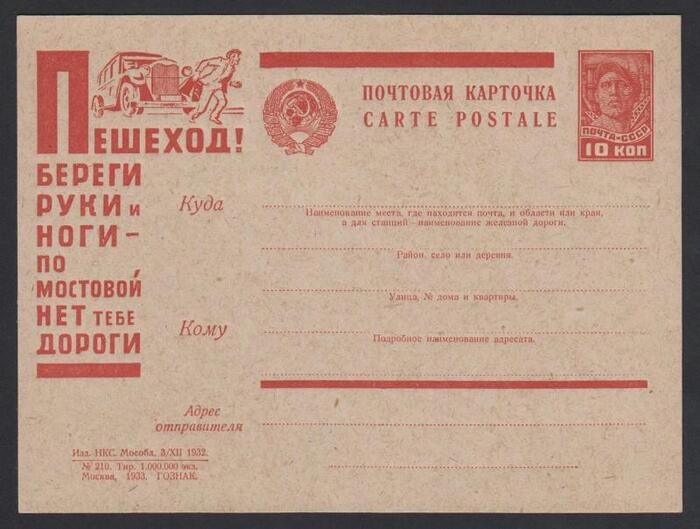 ПЕШЕХОД!
БЕРЕГИ
РУКИ и
НОГИ –
ПО
МОСТОВОЙ
НЕТ ТЕБЕ
ДОРОГИ
ПОЧТОВАЯ КАРТОЧКА
CARTE POSTALE
ПОЧТА-СССР
10 КОП
Куда
Наименование места, где находится почта, и области или края,
а для станций—наименование железной дороги.
Район, село или деревня.
Улица, № дома и квартиры.
Кому
Подробное наименование адресата.
Адрес
отправителя
Изд. НКС. Мособл. 3/XII 1932.
№ 210. Тир. 1.000.000 экз.
Москва, 1933. ГОЗНАК.